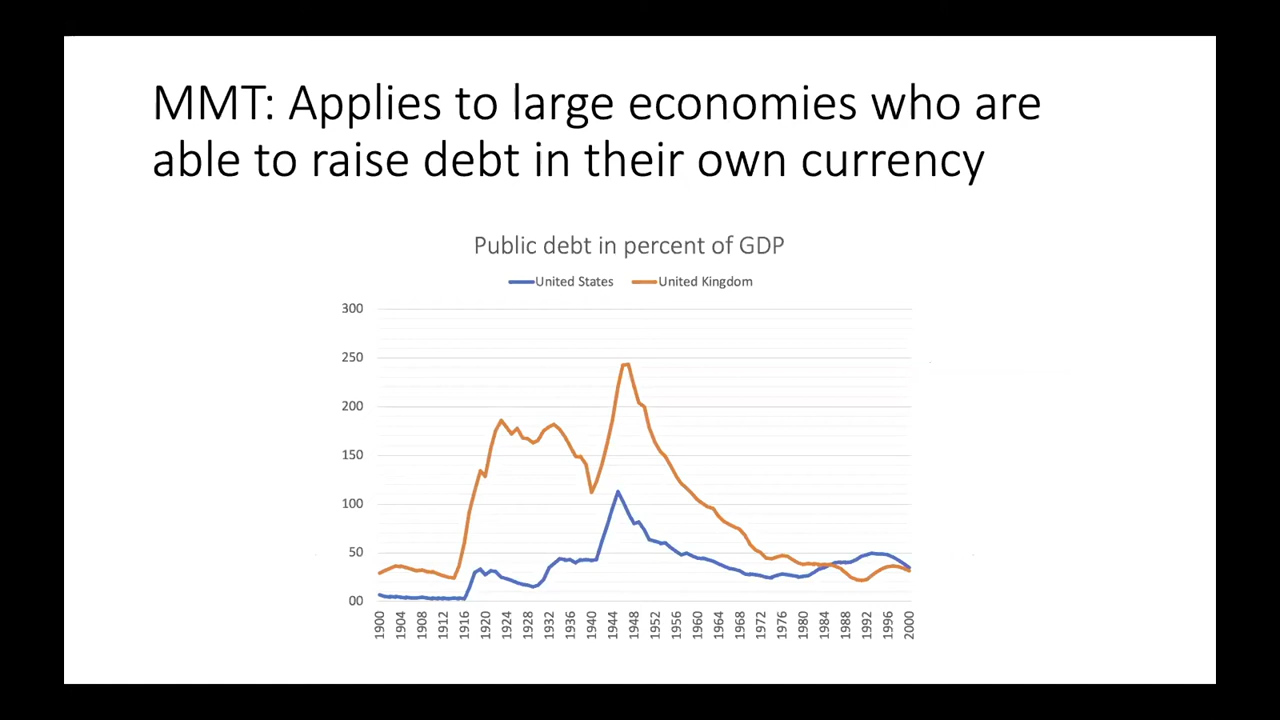 MMT: Applies to large economies who are
able to raise debt in their own currency
Public debt in percent of GDP
United States United Kingdom
300
250
200
150
100
50
00
1900 1904 1908 1912 1916 1920 1924 1928 1932 1936 1940 1944 1948 1952 1956 1960 1964 1968 1972 1976 1980 1984 1988 1992 1996 2000